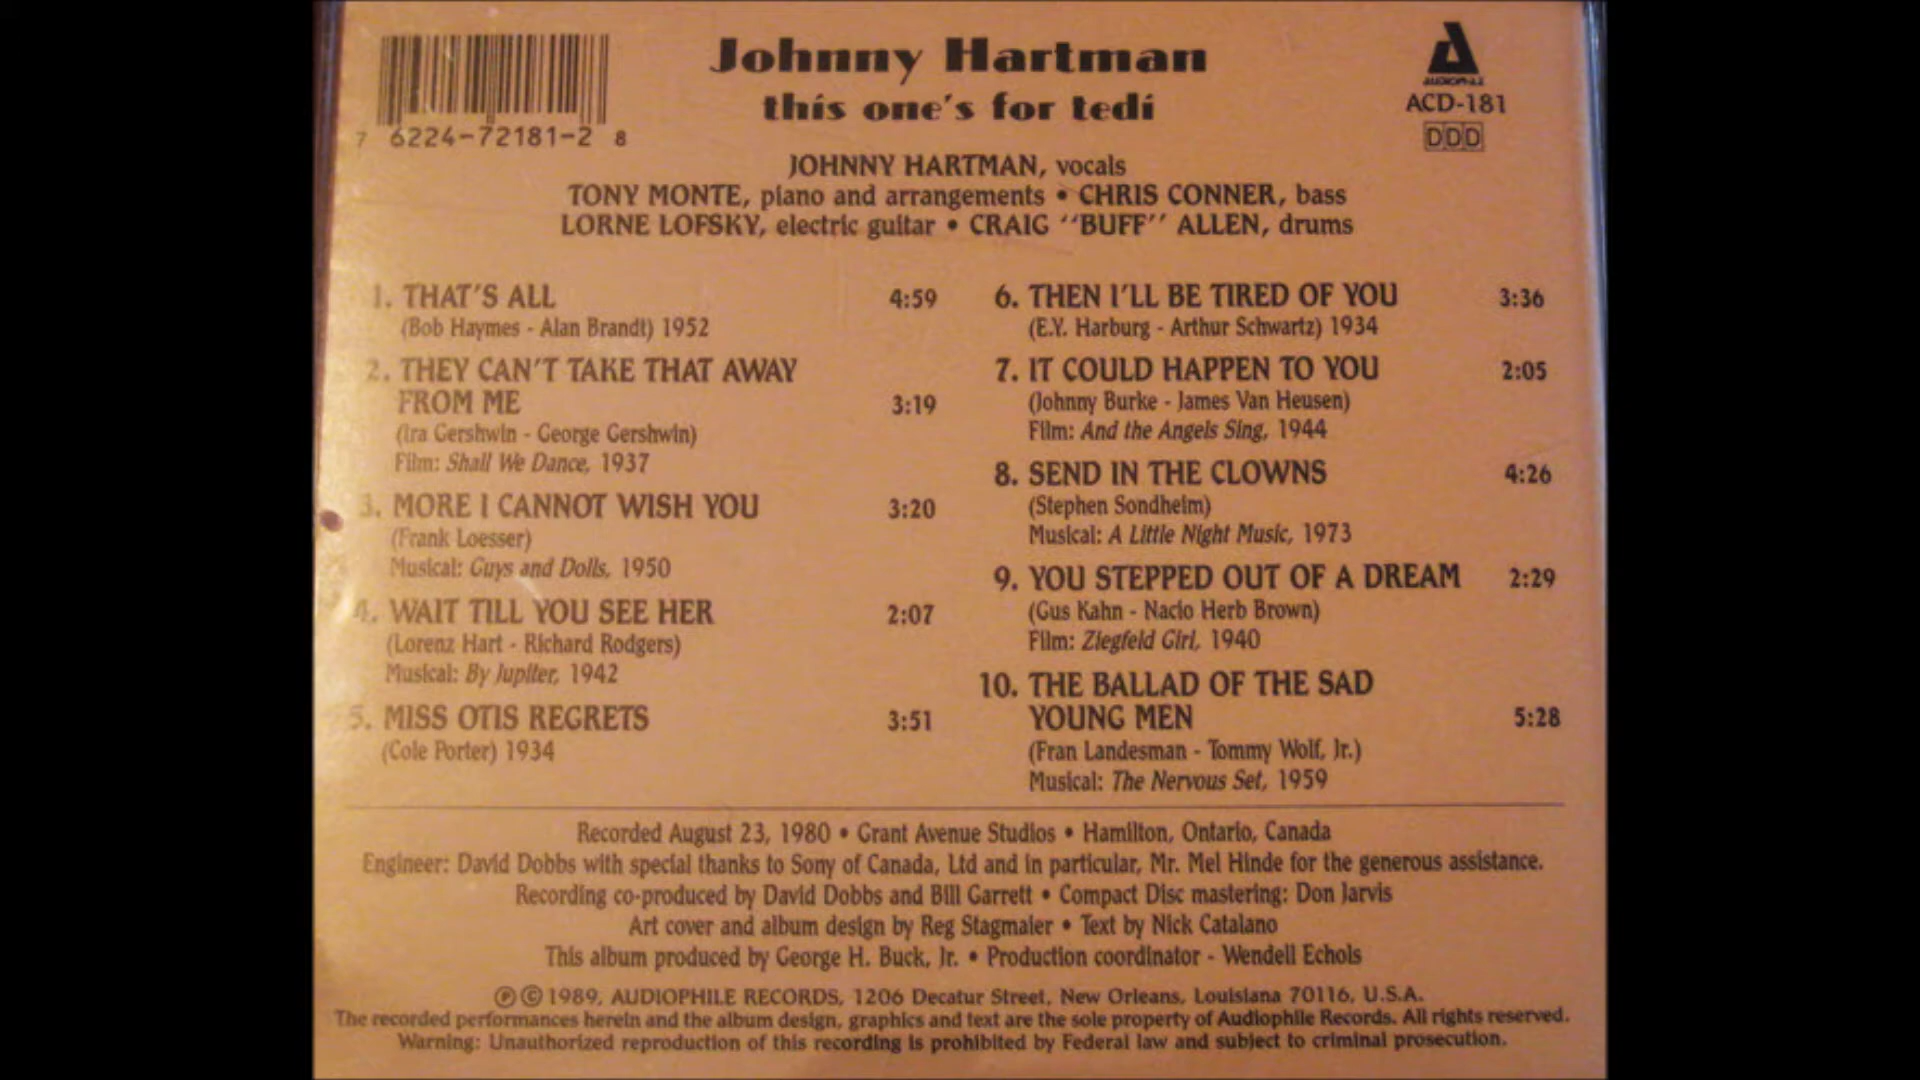 Johnny Hartman
this one's for tedi
AUDIOPHILE
ACD-181
DDD
7 6224-72181-2 8
JOHNNY HARTMAN, vocals
TONY MONTE, piano and arrangements • CHRIS CONNER, bass
LORNE LOFSKY, electric guitar • CRAIG "BUFF" ALLEN, drums
1. THAT'S ALL 4:59
(Bob Haymes - Alan Brandt) 1952
2. THEY CAN'T TAKE THAT AWAY
FROM ME 3:19
(Ira Gershwin - George Gershwin)
Film: Shall We Dance, 1937
3. MORE I CANNOT WISH YOU 3:20
(Frank Loesser)
Musical: Guys and Dolls, 1950
4. WAIT TILL YOU SEE HER 2:07
(Lorenz Hart - Richard Rodgers)
Musical: By Jupiter, 1942
5. MISS OTIS REGRETS 3:51
(Cole Porter) 1934
6. THEN I'LL BE TIRED OF YOU 3:36
(E.Y. Harburg - Arthur Schwartz) 1934
7. IT COULD HAPPEN TO YOU 2:05
(Johnny Burke - James Van Heusen)
Film: And the Angels Sing, 1944
8. SEND IN THE CLOWNS 4:26
(Stephen Sondheim)
Musical: A Little Night Music, 1973
9. YOU STEPPED OUT OF A DREAM 2:29
(Gus Kahn - Nacio Herb Brown)
Film: Ziegfeld Girl, 1940
10. THE BALLAD OF THE SAD
YOUNG MEN 5:28
(Fran Landesman - Tommy Wolf, Jr.)
Musical: The Nervous Set, 1959
Recorded August 23, 1980 • Grant Avenue Studios • Hamilton, Ontario, Canada
Engineer: David Dobbs with special thanks to Sony of Canada, Ltd and in particular, Mr. Mel Hinde for the generous assistance.
Recording co-produced by David Dobbs and Bill Garrett • Compact Disc mastering: Don Jarvis
Art cover and album design by Reg Stagmaier • Text by Nick Catalano
This album produced by George H. Buck, Jr. • Production coordinator - Wendell Echols
℗©1989, AUDIOPHILE RECORDS, 1206 Decatur Street, New Orleans, Louisiana 70116, U.S.A.
The recorded performances herein and the album design, graphics and text are the sole property of Audiophile Records. All rights reserved.
Warning: Unauthorized reproduction of this recording is prohibited by Federal law and subject to criminal prosecution.